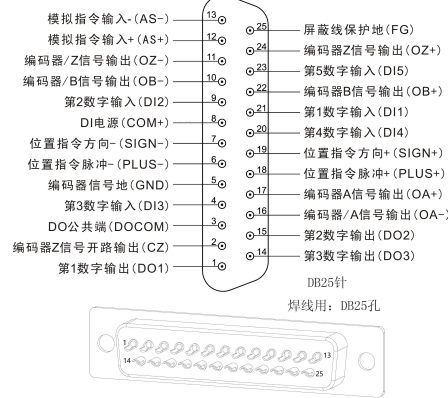 模拟指令输入-(AS-)
模拟指令输入+(AS+)
编码器/Z信号输出(OZ-)
编码器/B信号输出(OB-)
第2数字输入(DI2)
DI电源(COM+)
位置指令方向-(SIGN-)
位置指令脉冲-(PLUS-)
编码器信号地(GND)
第3数字输入(DI3)
DO公共端(DOCOM)
编码器Z信号开路输出(CZ)
第1数字输出(DO1)
13
12
11
10
9
8
7
6
5
4
3
2
1
25
24
23
22
21
20
19
18
17
16
15
14
屏蔽线保护地(FG)
编码器Z信号输出(OZ+)
第5数字输入(DI5)
编码器B信号输出(OB+)
第1数字输入(DI1)
第4数字输入(DI4)
位置指令方向+(SIGN+)
位置指令脉冲+(PLUS+)
编码器A信号输出(OA+)
编码器/A信号输出(OA-)
第2数字输出(DO2)
第3数字输出(DO3)
DB25针
焊线用：DB25孔
1
13
14
25